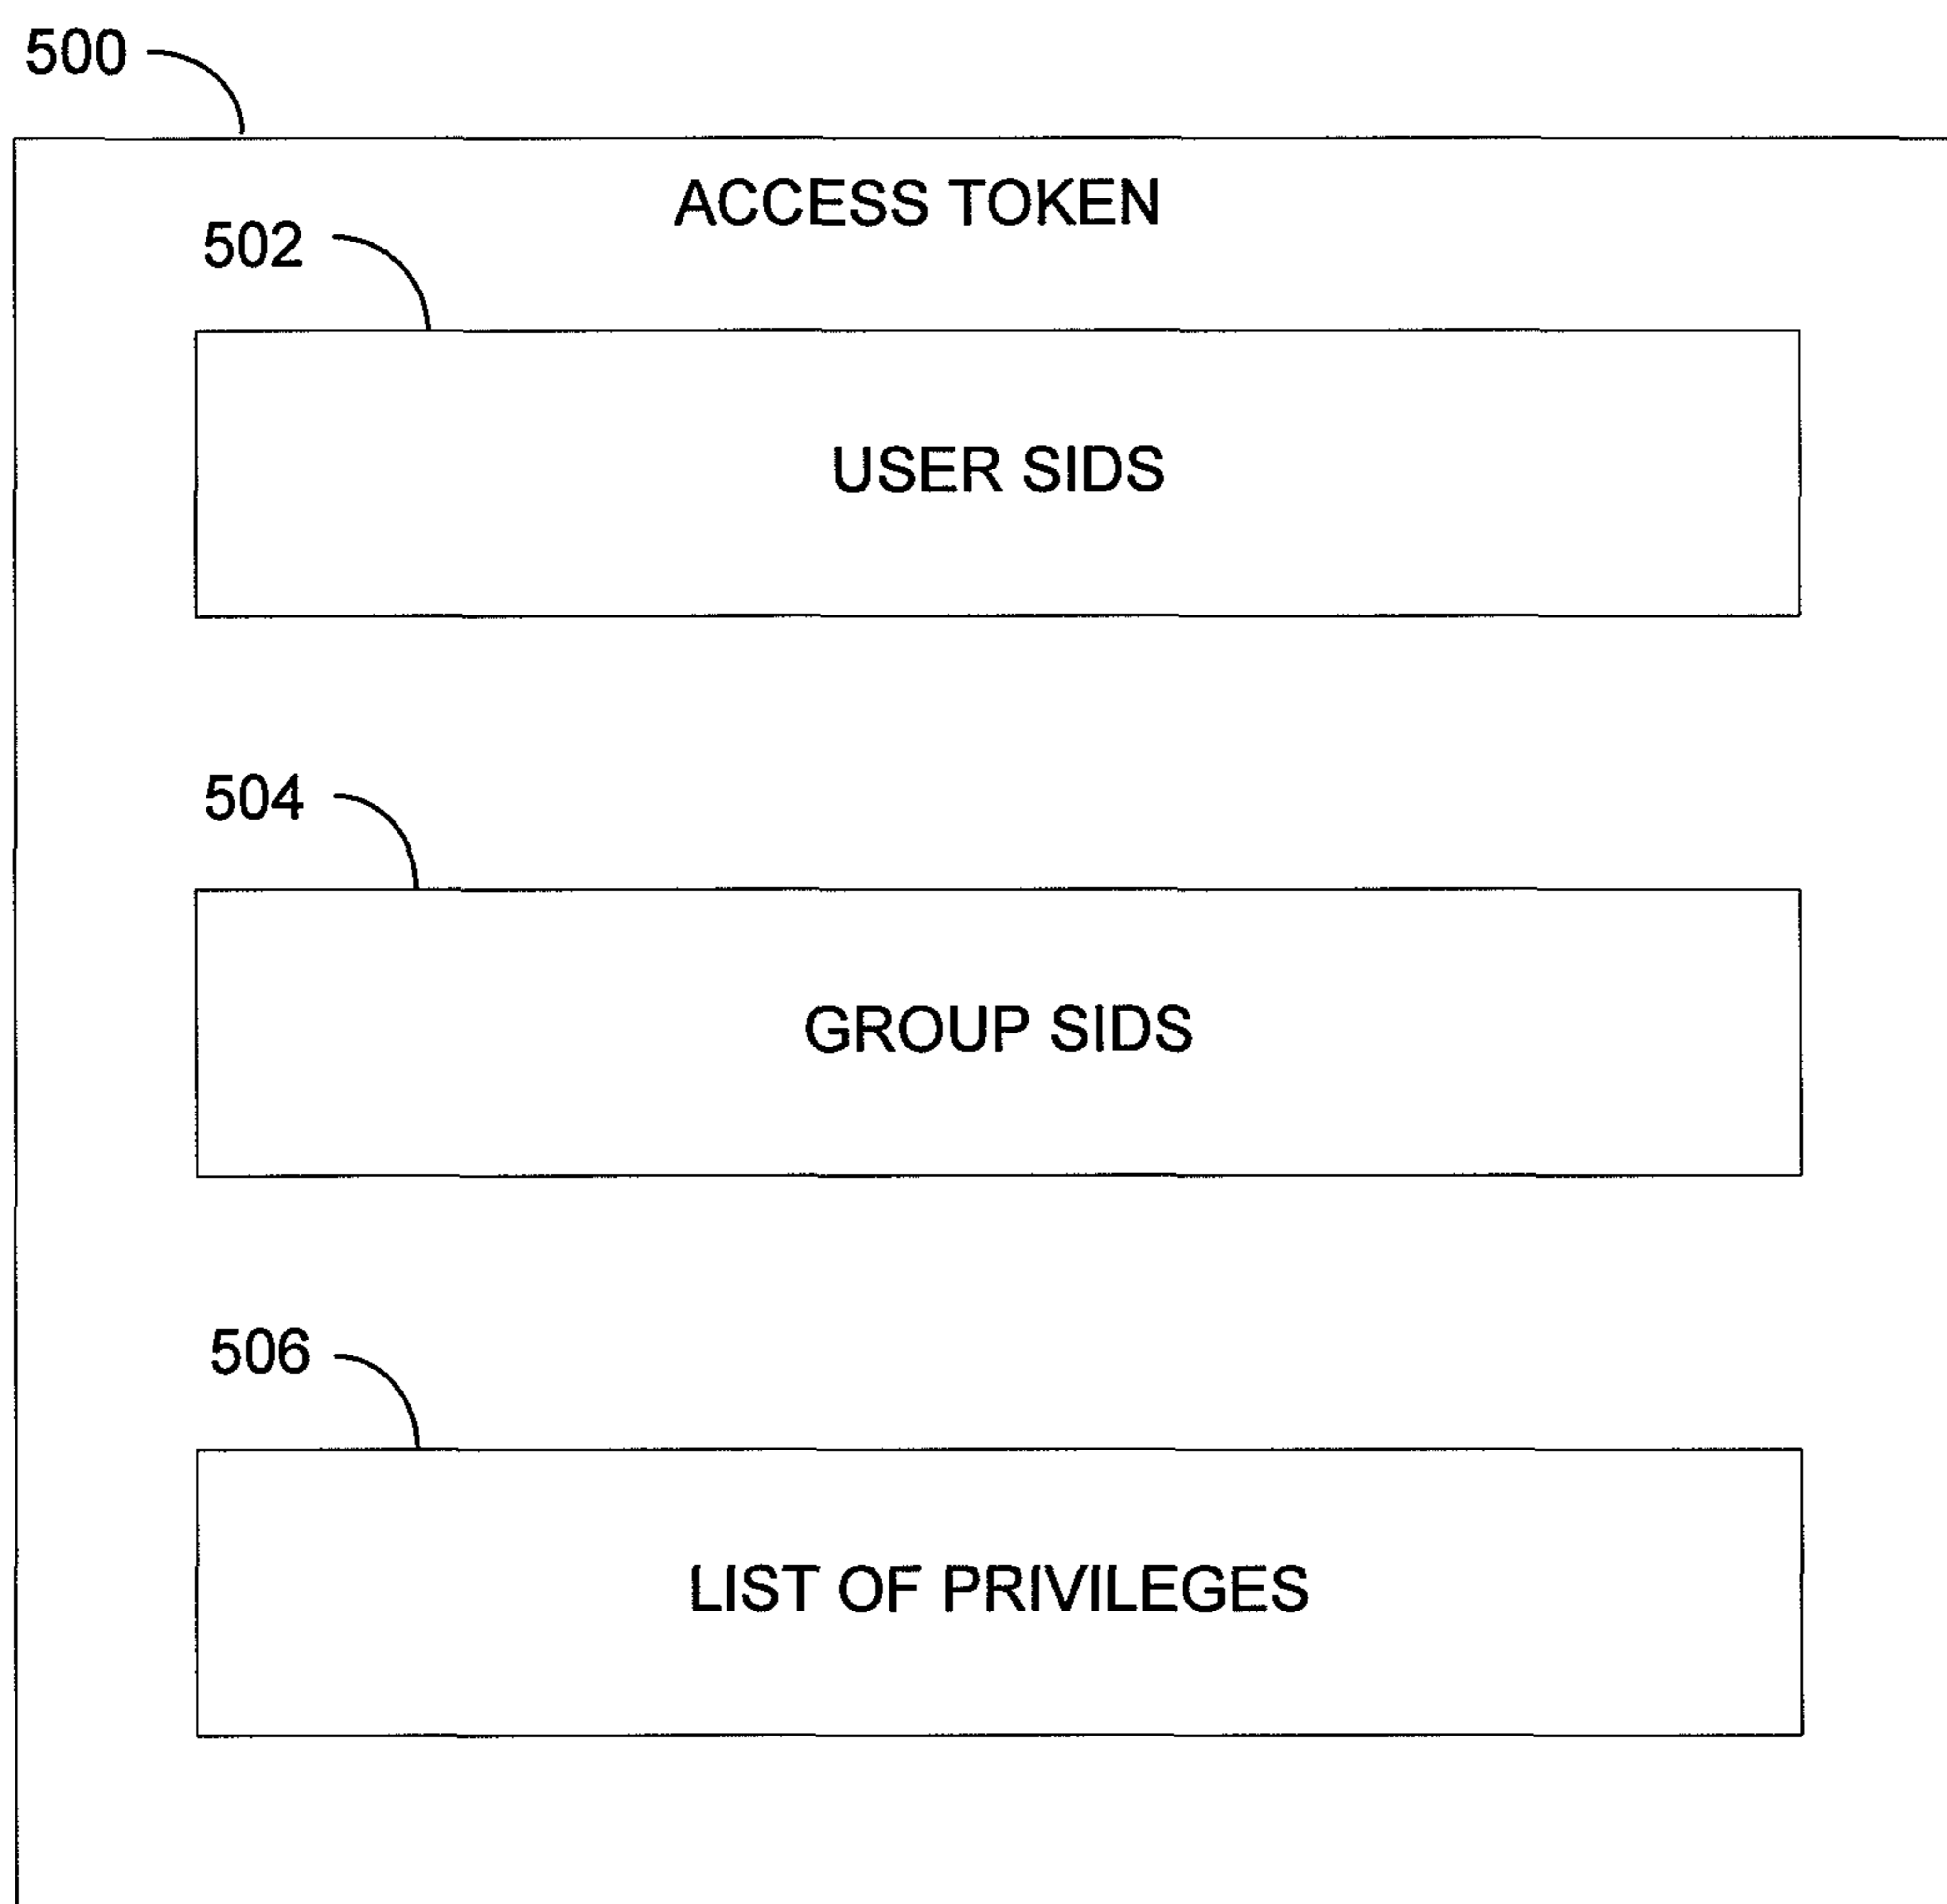 500
ACCESS TOKEN
502
USER SIDS
504
GROUP SIDS
506
LIST OF PRIVILEGES